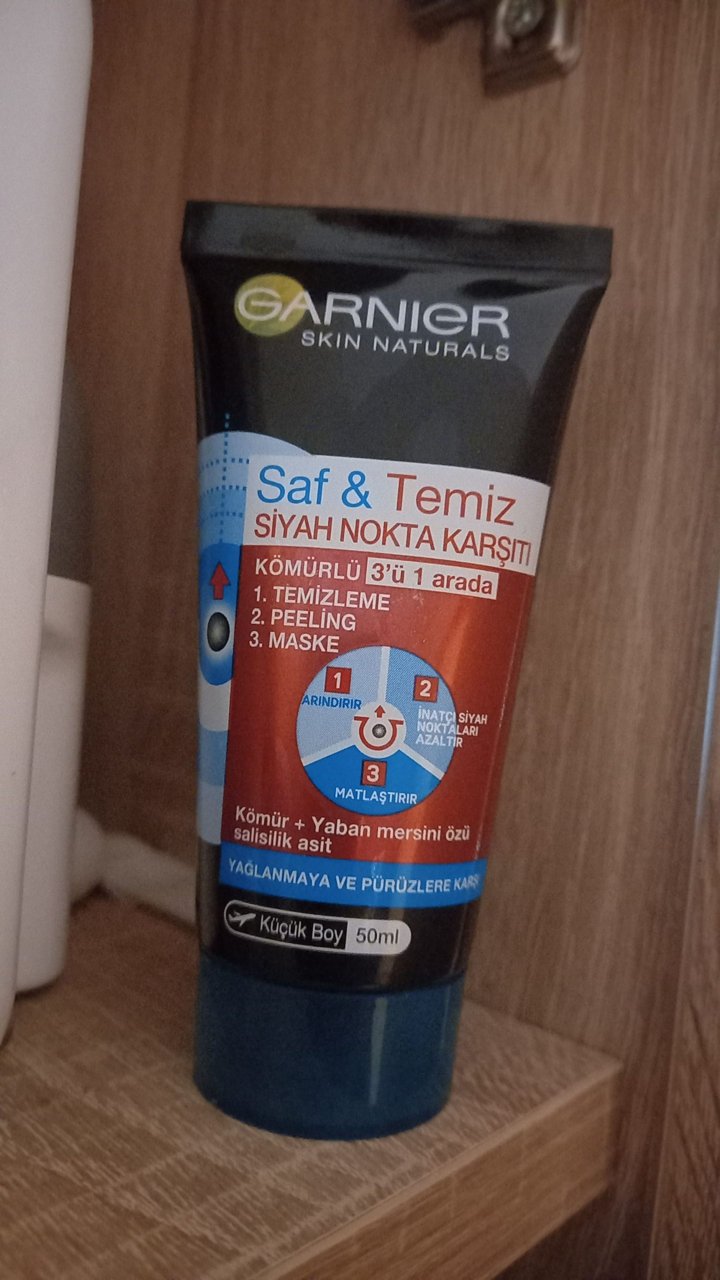 GARNIER
SKIN NATURALS
Saf & Temiz
SİYAH NOKTA KARŞITI
KÖMÜRLÜ 3'ü 1 arada
1. TEMİZLEME
2. PEELİNG
3. MASKE
1
ARINDIRIR
2
İNATÇI SİYAH
NOKTALARI
AZALTIR
3
MATLAŞTIRIR
Kömür + Yaban mersini özü
salisilik asit
YAĞLANMAYA VE PÜRÜZLERE KARŞI
Küçük Boy 50ml